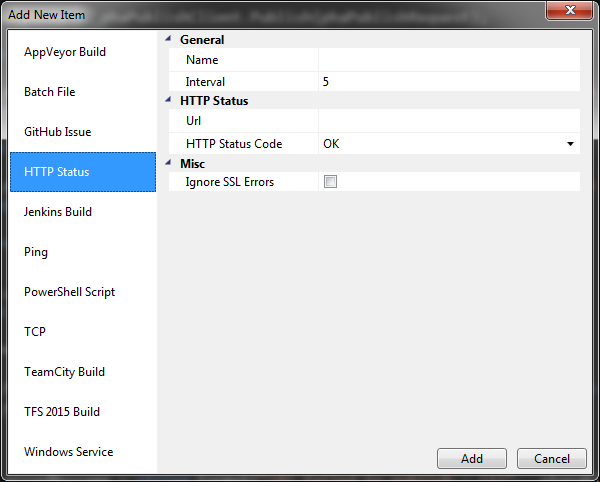 Add New Item
AppVeyor Build
Batch File
GitHub Issue
HTTP Status
Jenkins Build
Ping
PowerShell Script
TCP
TeamCity Build
TFS 2015 Build
Windows Service
General
Name
Interval 5
HTTP Status
Url
HTTP Status Code OK
Misc
Ignore SSL Errors
Add Cancel